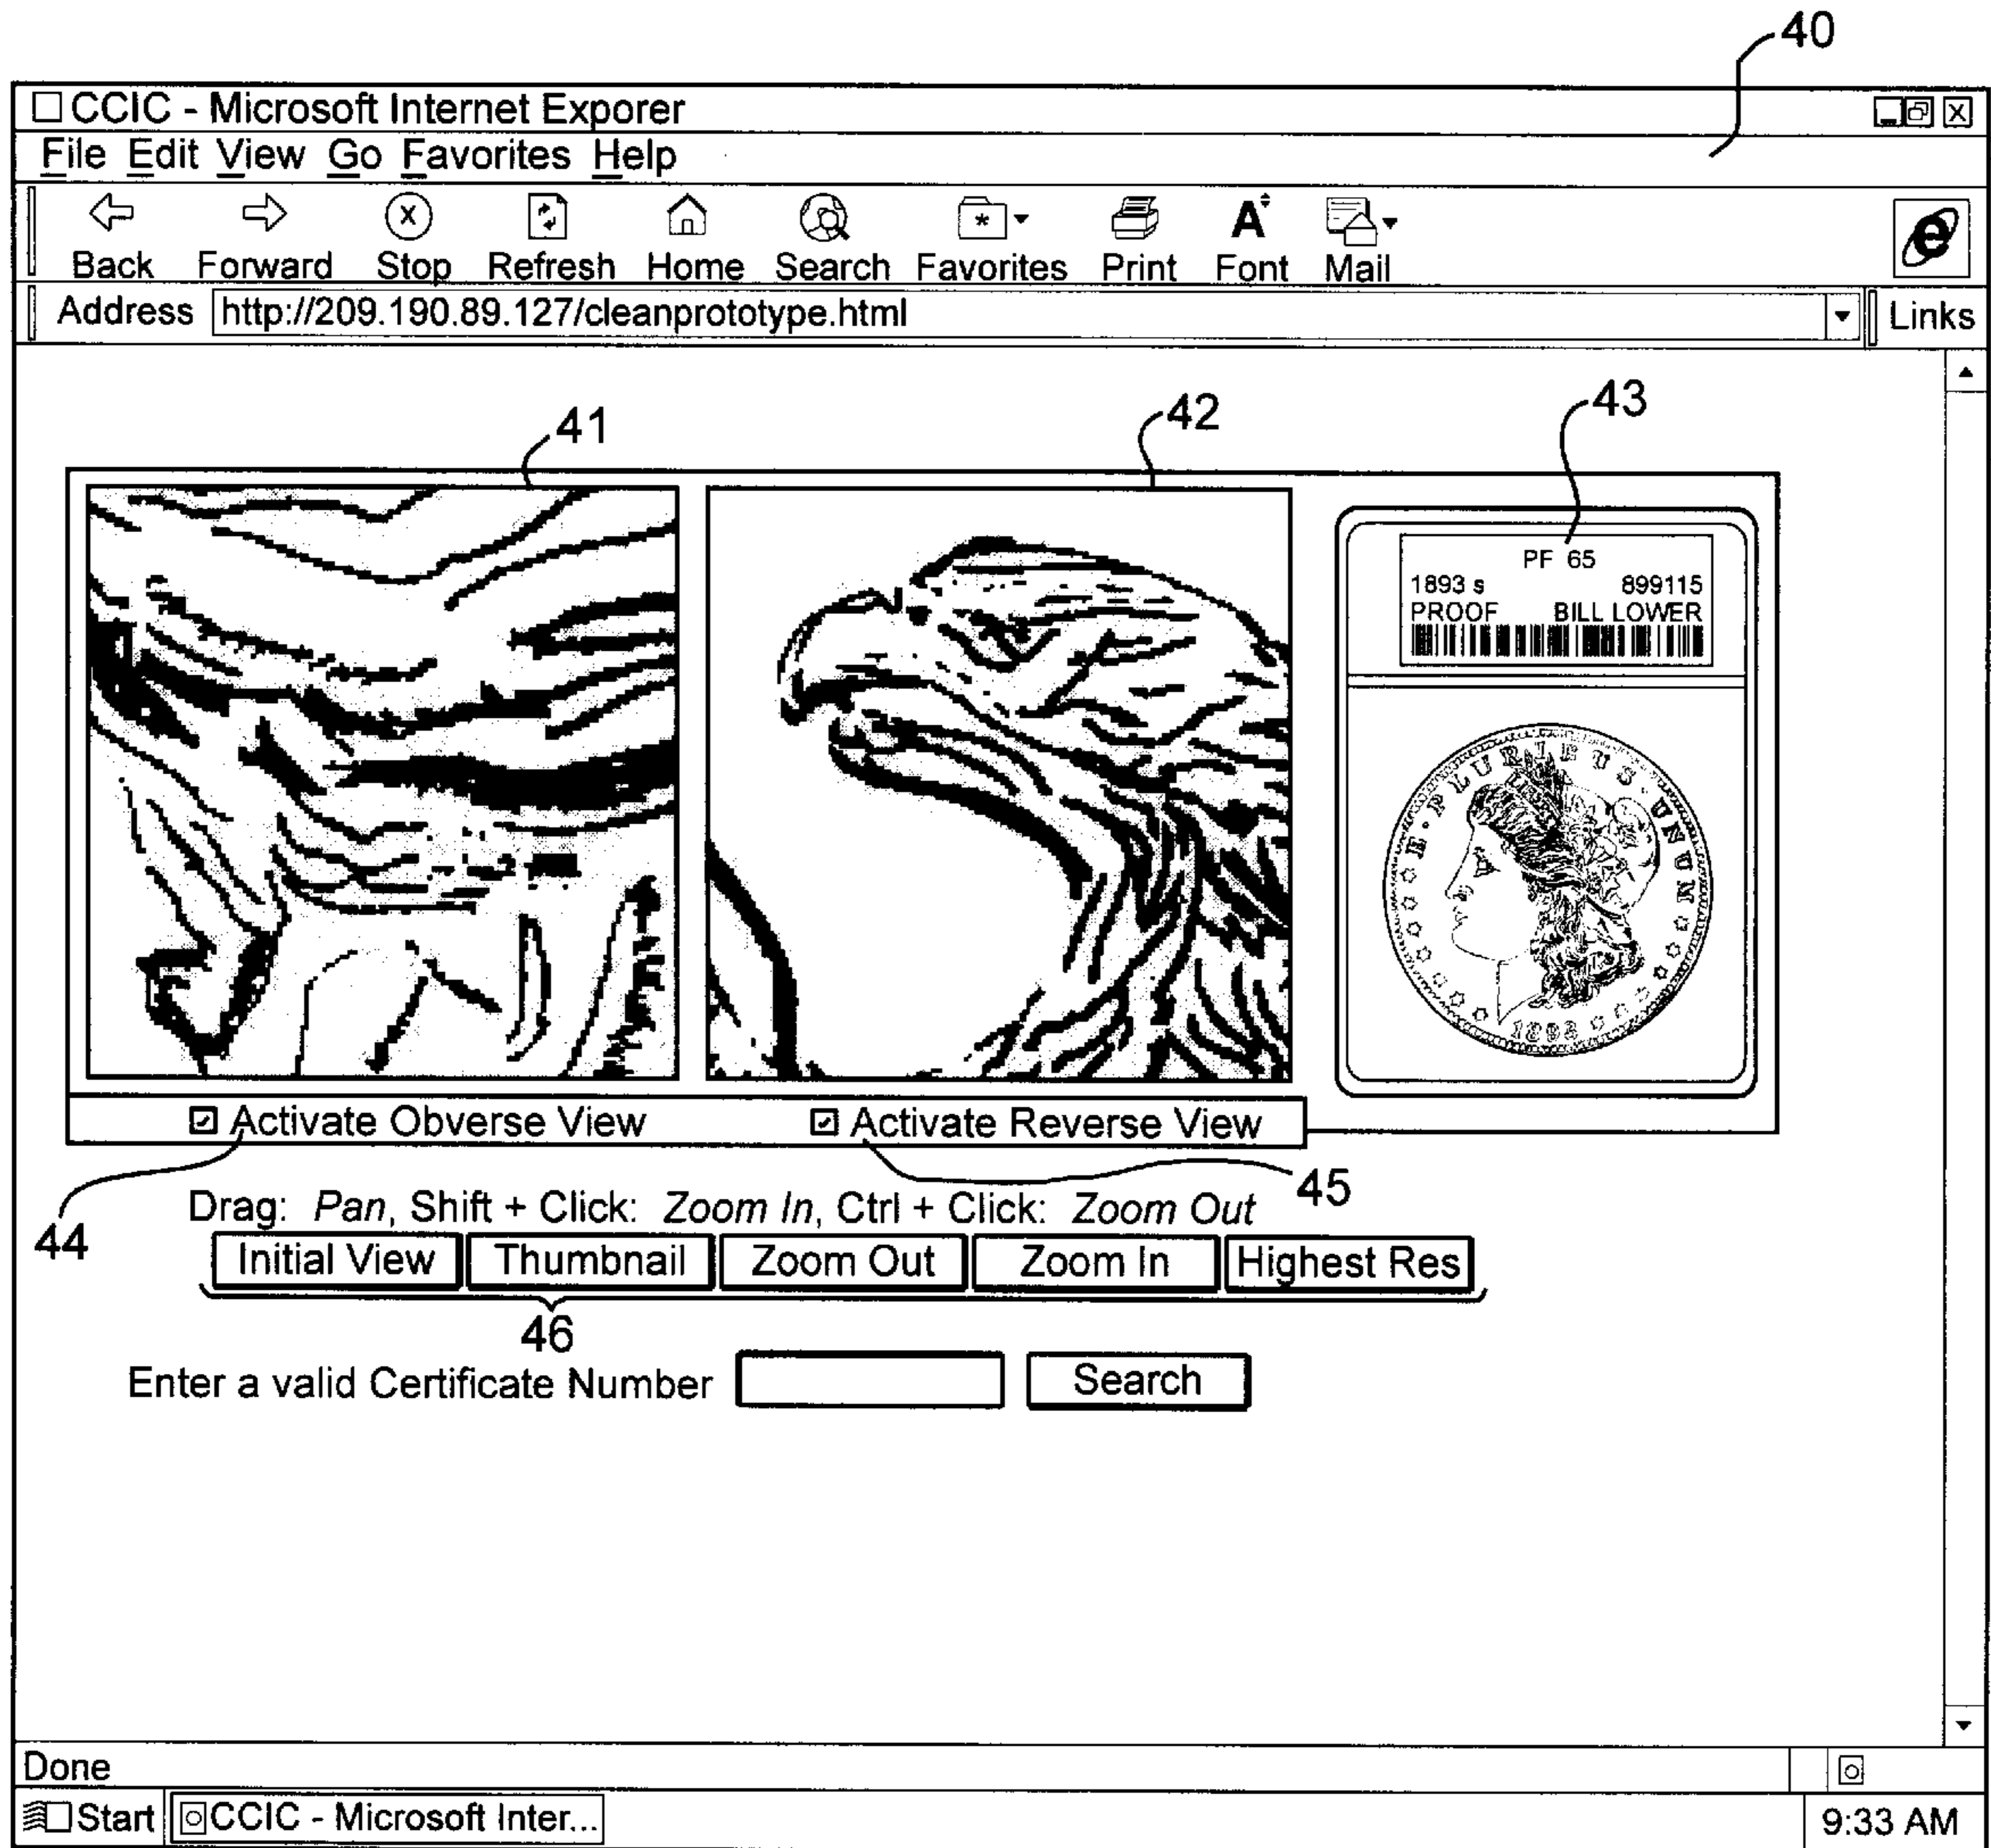 40
CCIC - Microsoft Internet Exporer
File Edit View Go Favorites Help
Back Forward Stop Refresh Home Search Favorites Print Font Mail
Address http://209.190.89.127/cleanprototype.html Links
41 42 43
PF 65
1893 s 899115
PROOF BILL LOWER
E·PLURIBUS·UNUM
1893
Activate Obverse View Activate Reverse View
44 45
Drag: Pan, Shift + Click: Zoom In, Ctrl + Click: Zoom Out
Initial View Thumbnail Zoom Out Zoom In Highest Res
46
Enter a valid Certificate Number Search
Done
Start CCIC - Microsoft Inter... 9:33 AM